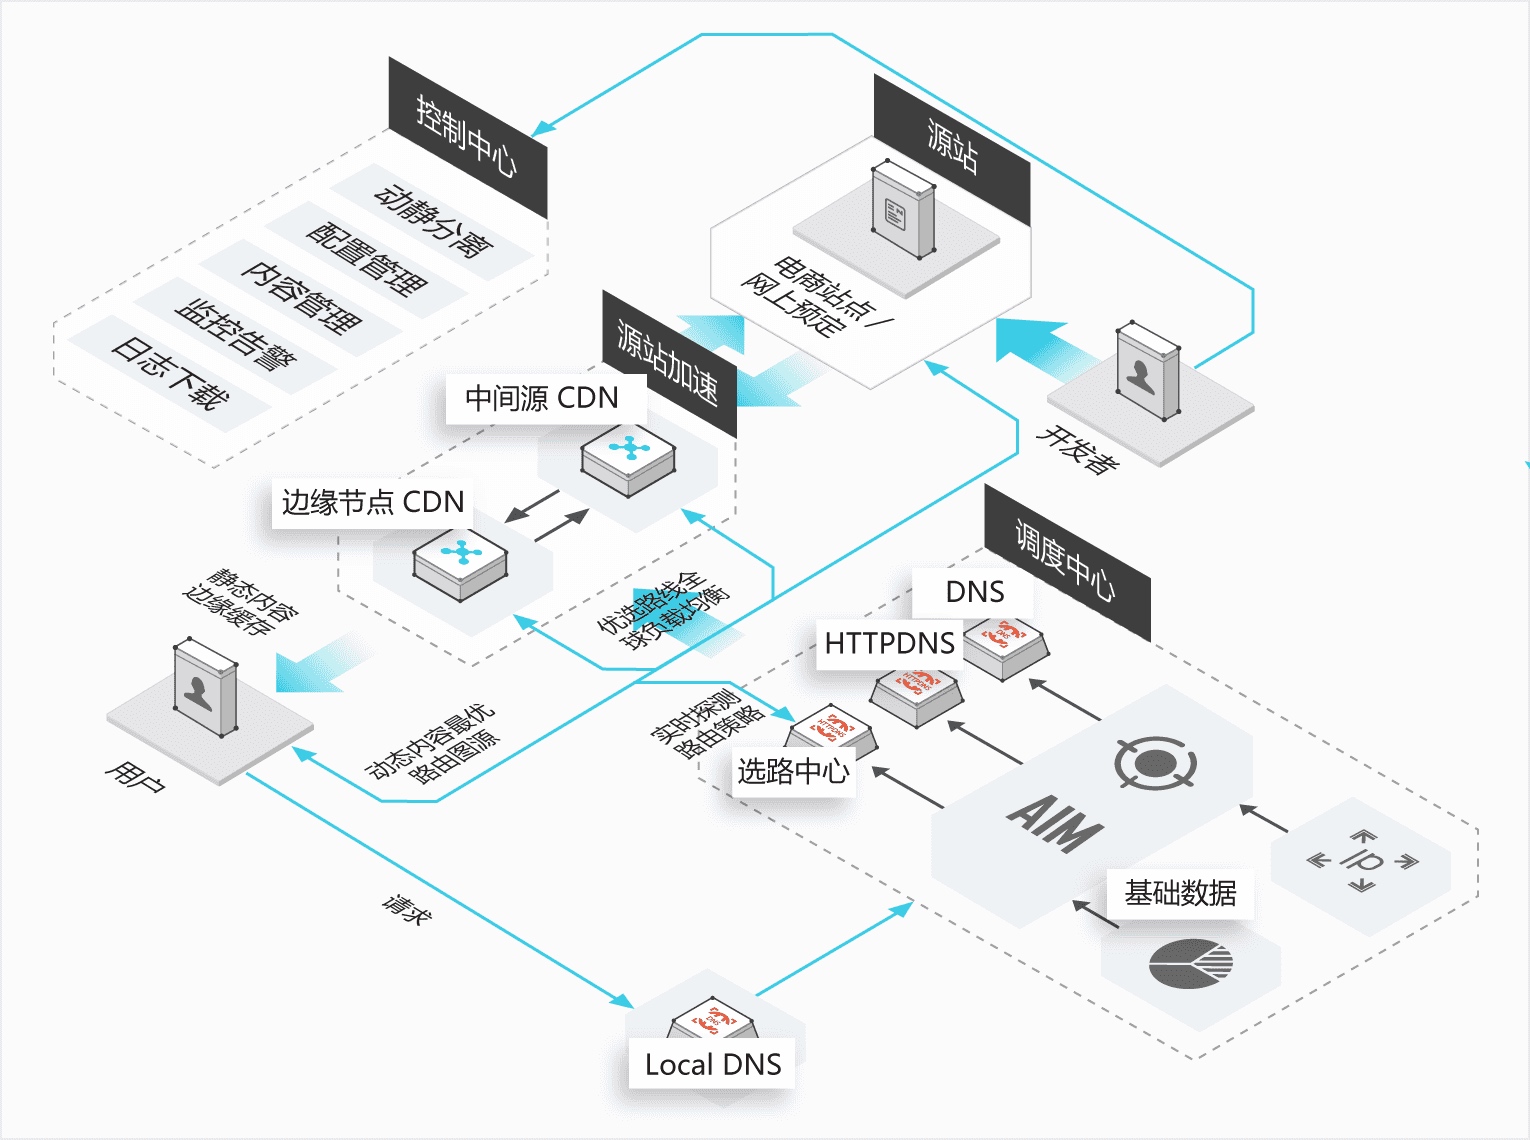 控制中心
动静分离
配置管理
内容管理
监控告警
日志下载
源站
电商站点 /
网上预定
源站加速
中间源 CDN
边缘节点 CDN
开发者
静态内容
边缘缓存
用户
优选路线全
球负载均衡
动态内容最优
路由图源
实时探测
路由策略
调度中心
DNS
DNS
HTTPDNS
HTTPDNS
HTTPDNS
选路中心
AIM
ip
基础数据
请求
DNS
Local DNS